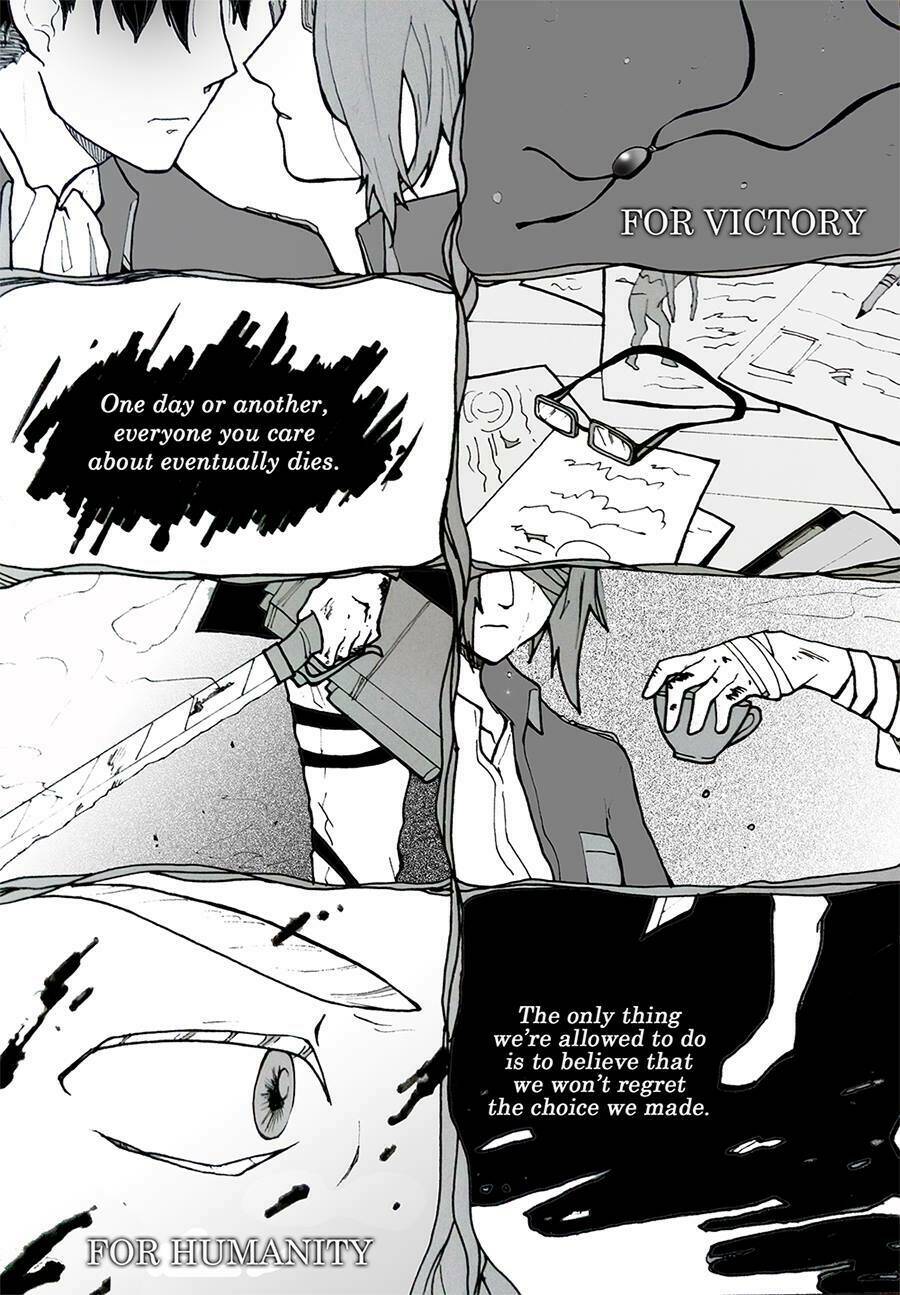 FOR VICTORY
One day or another,
everyone you care
about eventually dies.
The only thing
we're allowed to do
is to believe that
we won't regret
the choice we made.
FOR HUMANITY